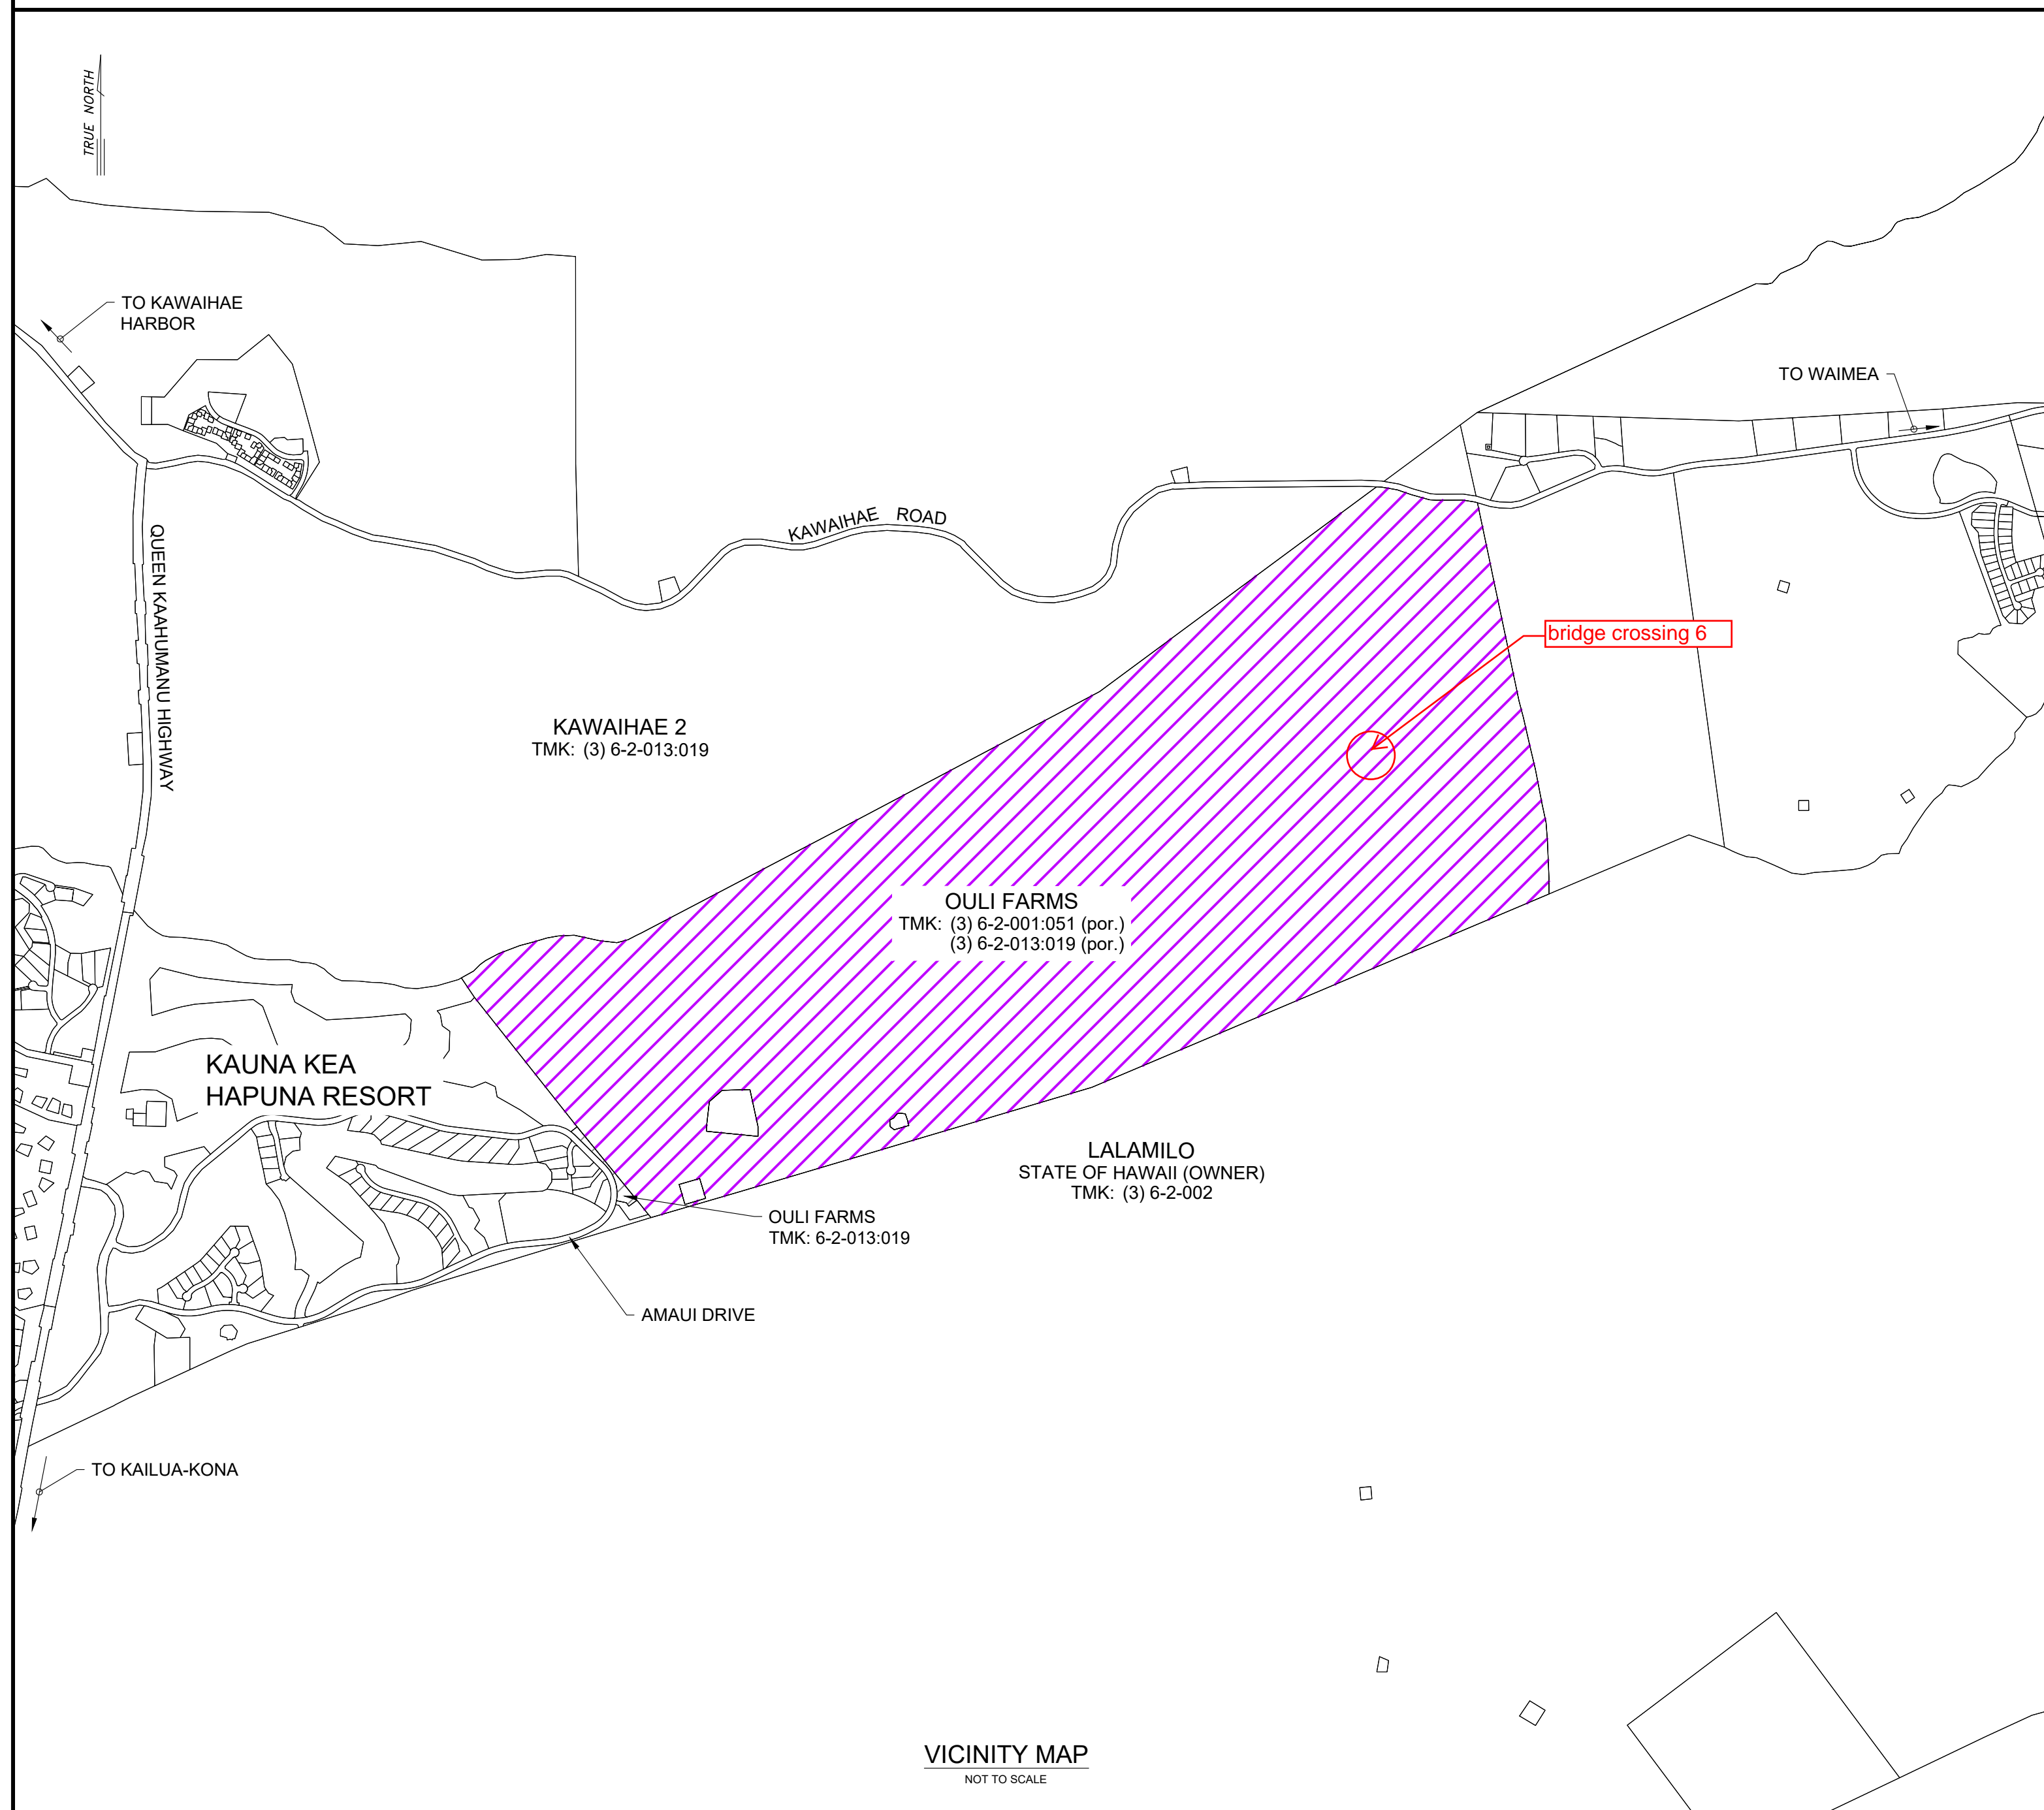 TRUE NORTH
TO KAWAIHAE
HARBOR
TO WAIMEA
KAWAIHAE ROAD
QUEEN KAAHUMANU HIGHWAY
bridge crossing 6
KAWAIHAE 2
TMK: (3) 6-2-013:019
OULI FARMS
TMK: (3) 6-2-001:051 (por.)
(3) 6-2-013:019 (por.)
KAUNA KEA
HAPUNA RESORT
LALAMILO
STATE OF HAWAII (OWNER)
TMK: (3) 6-2-002
OULI FARMS
TMK: 6-2-013:019
AMAUI DRIVE
TO KAILUA-KONA
VICINITY MAP
NOT TO SCALE